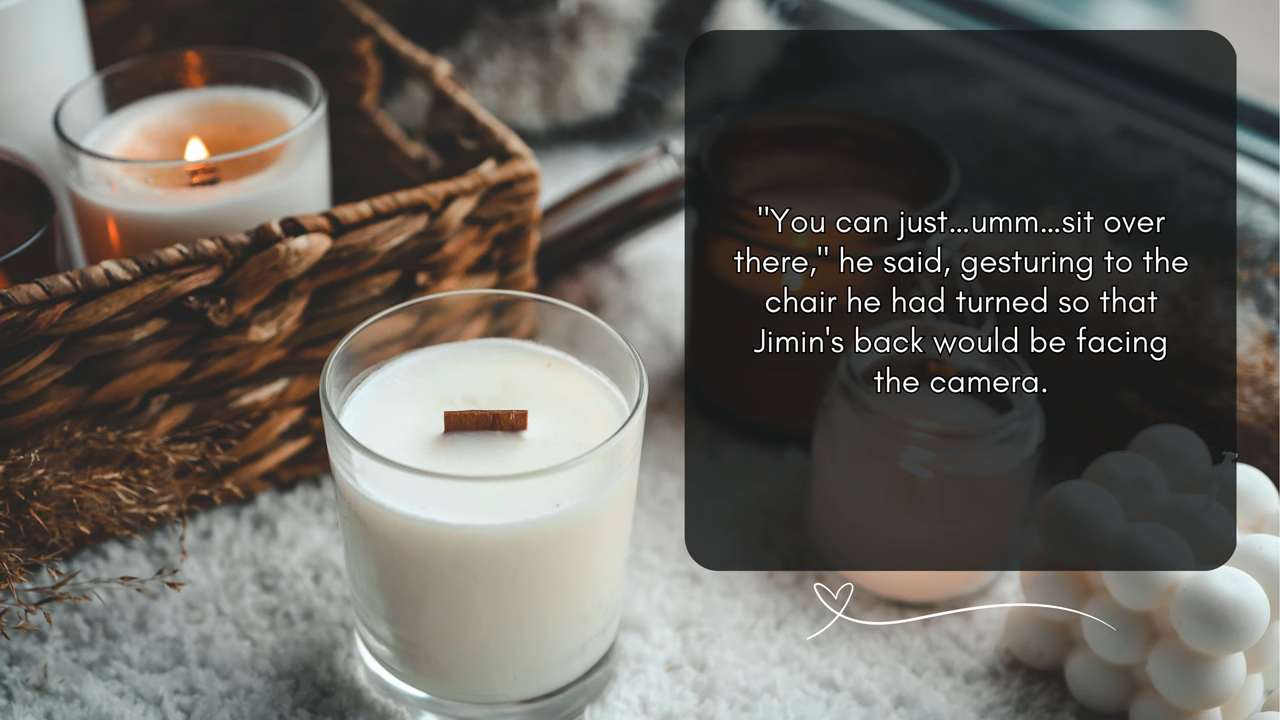 "You can just...umm...sit over
there," he said, gesturing to the
chair he had turned so that
Jimin's back would be facing
the camera.